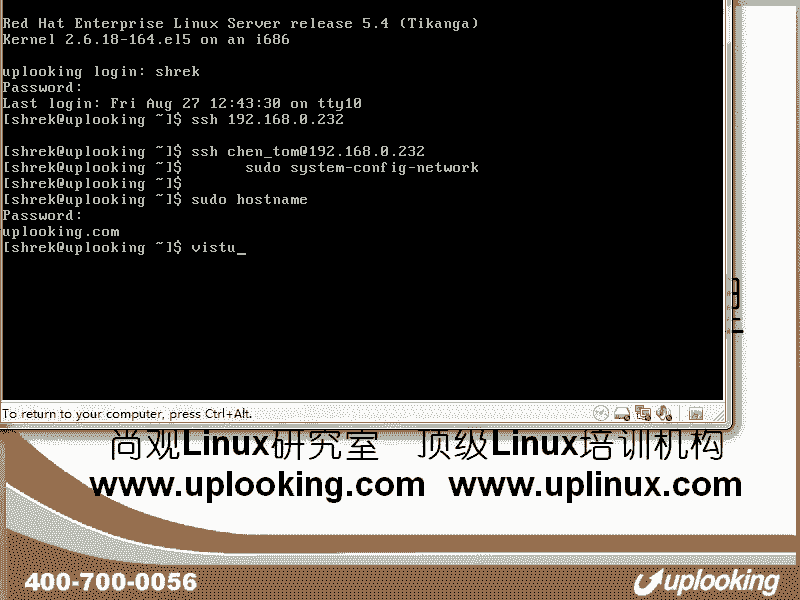 Red Hat Enterprise Linux Server release 5.4 (Tikanga)
Kernel 2.6.18-164.el5 on an i686
uplooking login: shrek
Password:
Last login: Fri Aug 27 12:43:30 on tty10
[shrek@uplooking ~]$ ssh 192.168.0.232
[shrek@uplooking ~]$ ssh chen_tom@192.168.0.232
[shrek@uplooking ~]$       sudo system-config-network
[shrek@uplooking ~]$
[shrek@uplooking ~]$ sudo hostname
Password:
uplooking.com
[shrek@uplooking ~]$ vistu_
To return to your computer, press Ctrl+Alt.
尚观Linux研究室 顶级Linux培训机构
www.uplooking.com www.uplinux.com
400-700-0056 uplooking